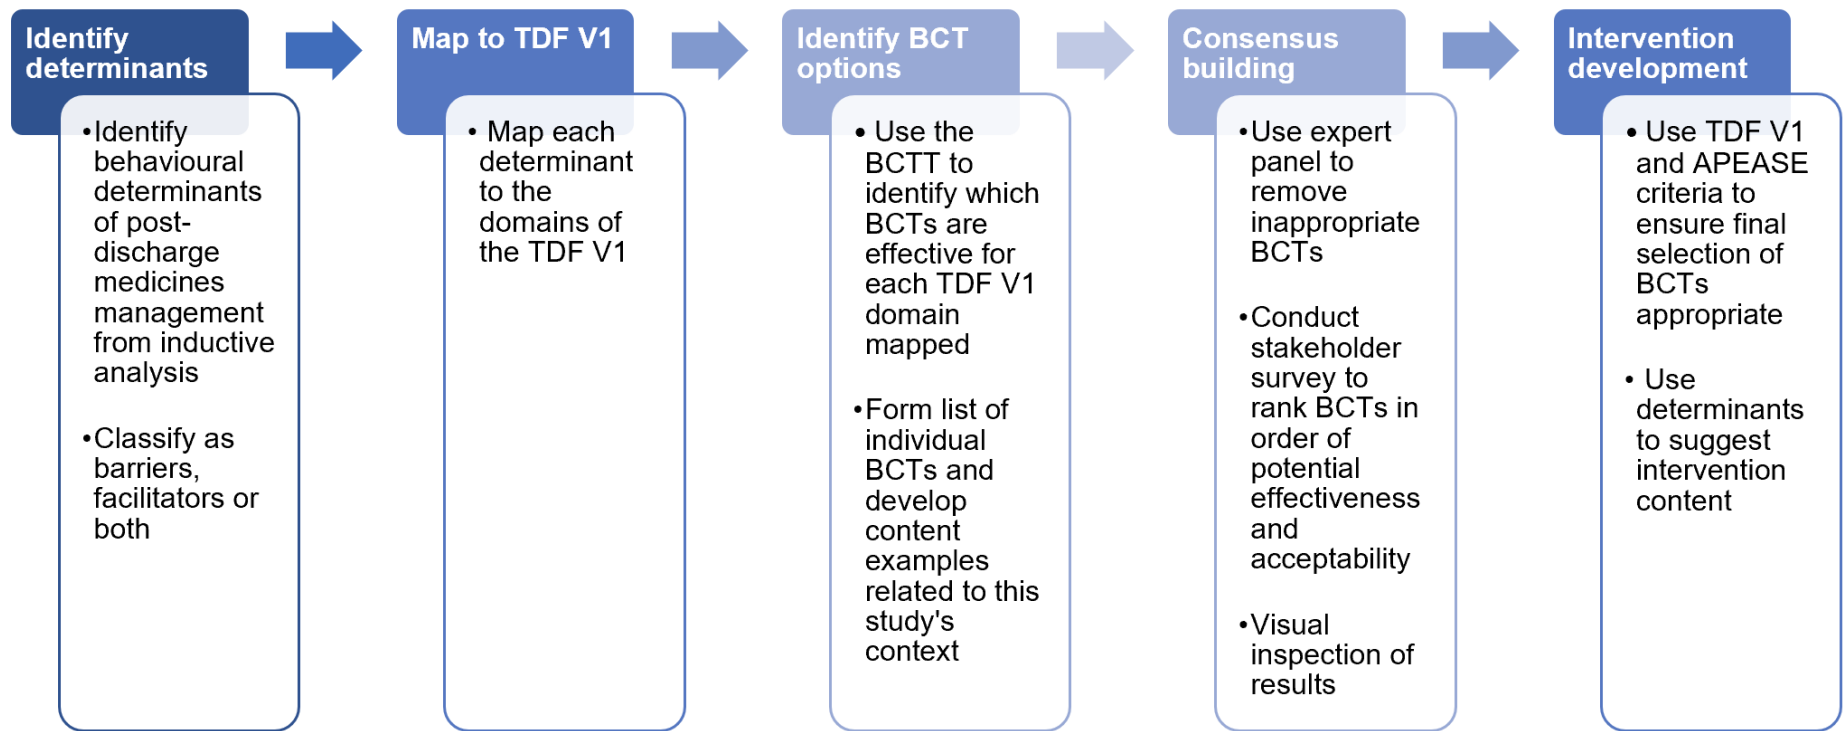 Identify
determinants
•Identify
behavioural
determinants
of post-
discharge
medicines
management
from inductive
analysis
•Classify as
barriers,
facilitators or
both
Map to TDF V1
• Map each
determinant
to the
domains of
the TDF V1
Identify BCT
options
• Use the
BCTT to
identify which
BCTs are
effective for
each TDF V1
domain
mapped
•Form list of
individual
BCTs and
develop
content
examples
related to this
study's
context
Consensus
building
•Use expert
panel to
remove
inappropriate
BCTs
•Conduct
stakeholder
survey to
rank BCTs in
order of
potential
effectiveness
and
acceptability
•Visual
inspection of
results
Intervention
development
• Use TDF V1
and APEASE
criteria to
ensure final
selection of
BCTs
appropriate
• Use
determinants
to suggest
intervention
content